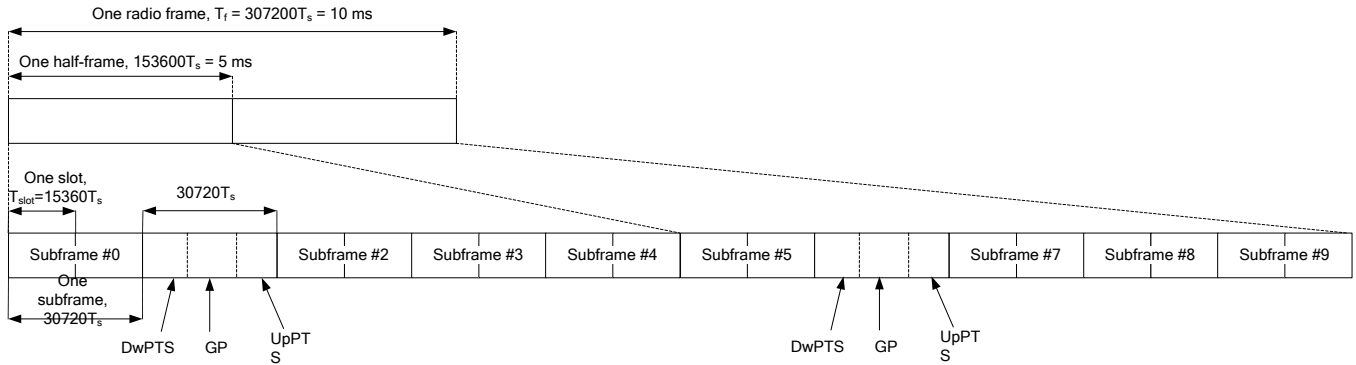 One radio frame, Tf = 307200Ts = 10 ms
One half-frame, 153600Ts = 5 ms
One slot,
Tslot=15360Ts
30720Ts
Subframe #0
Subframe #2
Subframe #3
Subframe #4
Subframe #5
Subframe #7
Subframe #8
Subframe #9
One
subframe,
30720Ts
DwPTS
GP
UpPT
S
DwPTS
GP
UpPT
S